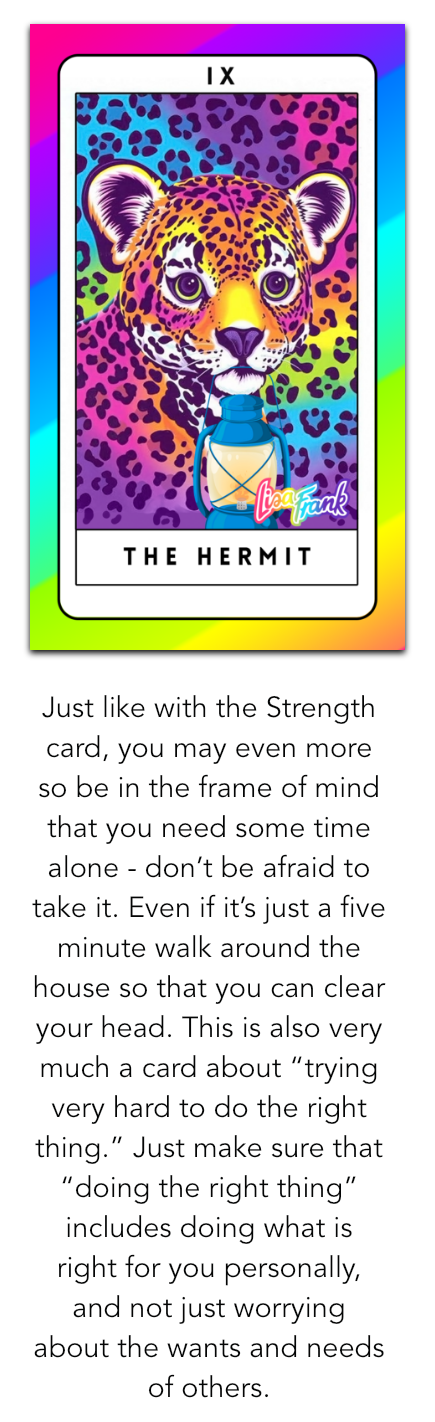 IX
Lisa Frank
THE HERMIT
Just like with the Strength
card, you may even more
so be in the frame of mind
that you need some time
alone - don’t be afraid to
take it. Even if it’s just a five
minute walk around the
house so that you can clear
your head. This is also very
much a card about “trying
very hard to do the right
thing.” Just make sure that
“doing the right thing”
includes doing what is
right for you personally,
and not just worrying
about the wants and needs
of others.